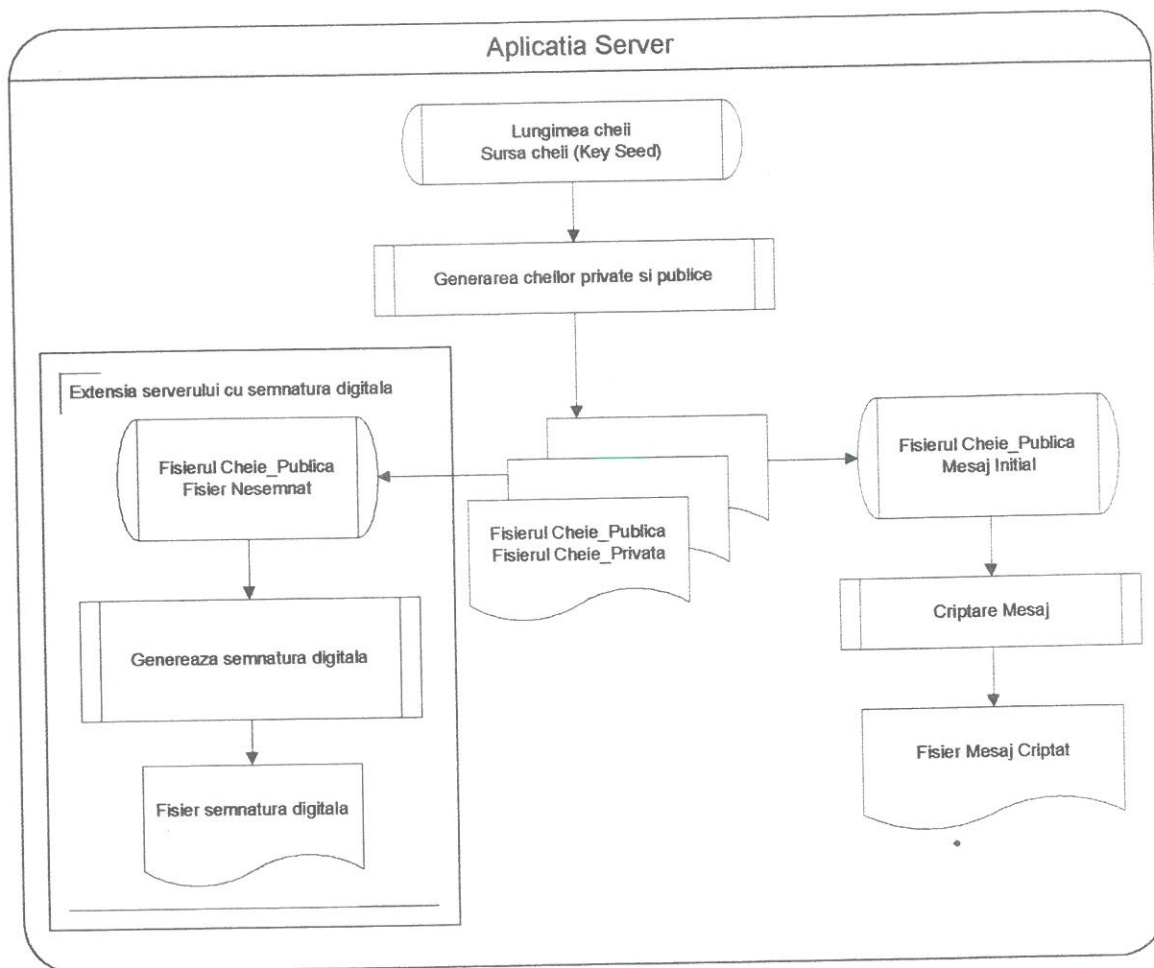 Aplicatia Server
Lungimea cheii
Sursa cheii (Key Seed)
Generarea cheilor private si publice
Extensia serverului cu semnatura digitala
Fisierul Cheie_Publica
Fisier Nesemnat
Genereaza semnatura digitala
Fisier semnatura digitala
Fisierul Cheie_Publica
Fisierul Cheie_Privata
Fisierul Cheie_Publica
Mesaj Initial
Criptare Mesaj
Fisier Mesaj Criptat